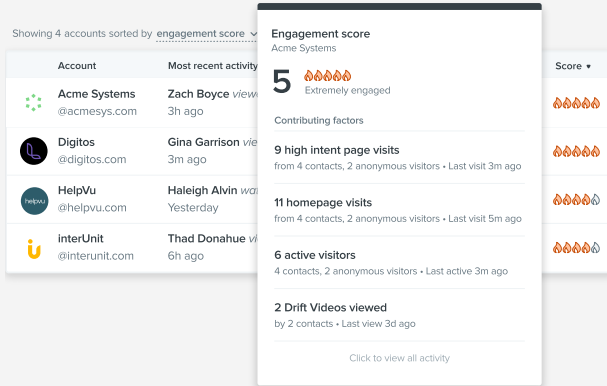 Showing 4 accounts sorted by engagement score
Account
Most recent activity
Score
Acme Systems
@acmesys.com
Zach Boyce view
3h ago
Digitos
@digitos.com
Gina Garrison vie
3m ago
helpvu
HelpVu
@helpvu.com
Haleigh Alvin wat
Yesterday
interUnit
@interunit.com
Thad Donahue vi
6h ago
Engagement score
Acme Systems
5
Extremely engaged
Contributing factors
9 high intent page visits
from 4 contacts, 2 anonymous visitors • Last visit 3m ago
11 homepage visits
from 4 contacts, 2 anonymous visitors • Last visit 5m ago
6 active visitors
4 contacts, 2 anonymous visitors • Last active 3m ago
2 Drift Videos viewed
by 2 contacts • Last view 3d ago
Click to view all activity